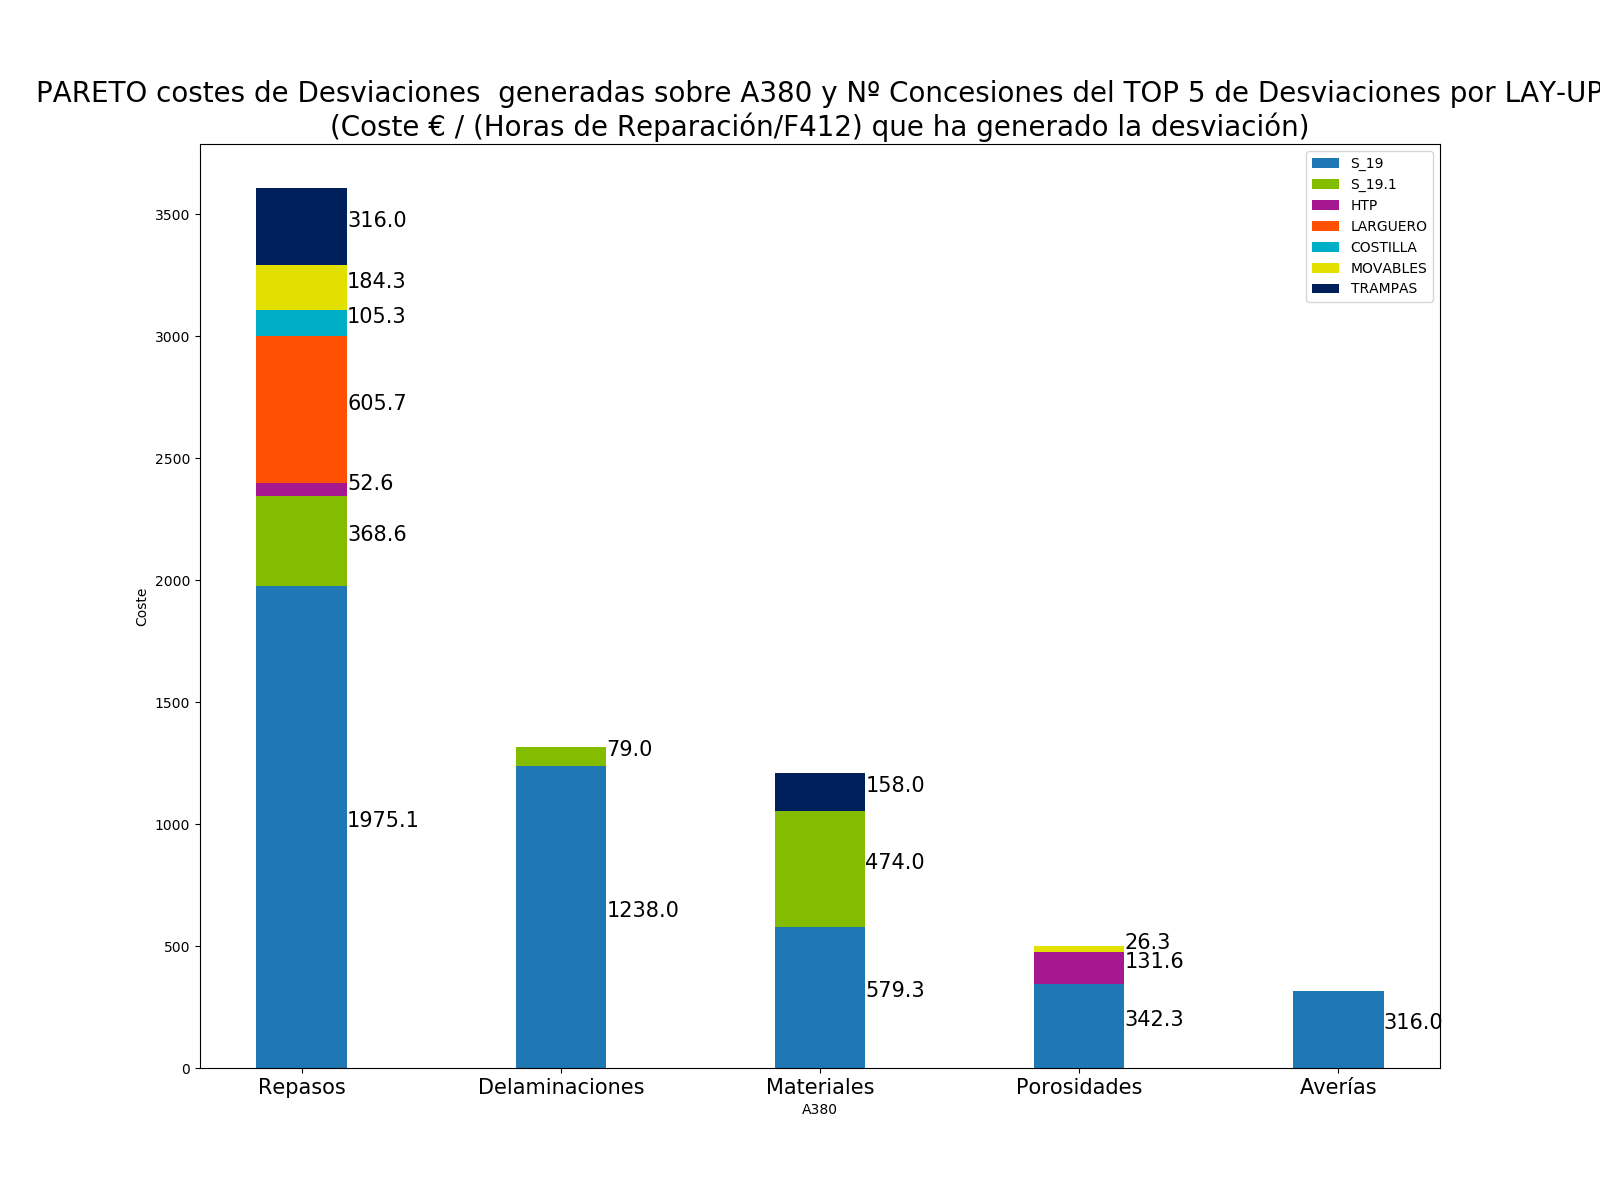 PARETO costes de Desviaciones  generadas sobre A380 y Nº Concesiones del TOP 5 de Desviaciones por LAY-UP
(Coste € / (Horas de Reparación/F412) que ha generado la desviación)
S_19
S_19.1
HTP
LARGUERO
COSTILLA
MOVABLES
TRAMPAS
Coste
3500
3000
2500
2000
1500
1000
500
0
316.0
184.3
105.3
605.7
52.6
368.6
1975.1
79.0
1238.0
158.0
474.0
579.3
26.3
131.6
342.3
316.0
Repasos
Delaminaciones
Materiales
Porosidades
Averías
A380